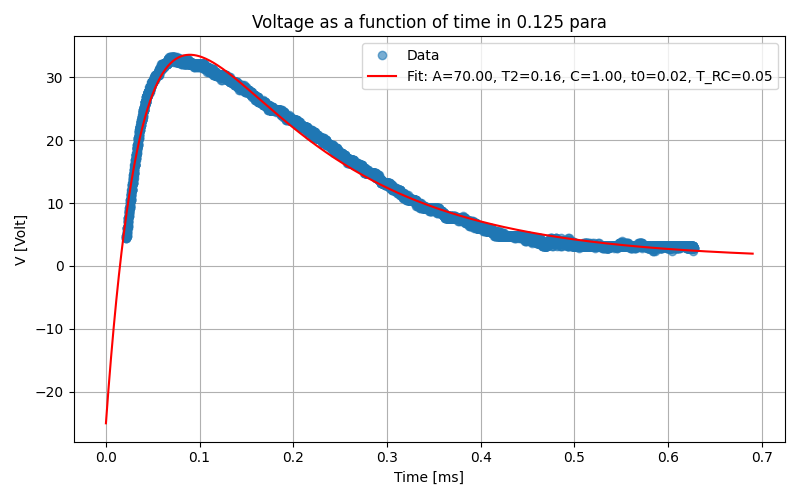 Voltage as a function of time in 0.125 para
Data
Fit: A=70.00, T2=0.16, C=1.00, t0=0.02, T_RC=0.05
V [Volt]
30
20
10
0
−10
−20
0.0 0.1 0.2 0.3 0.4 0.5 0.6 0.7
Time [ms]